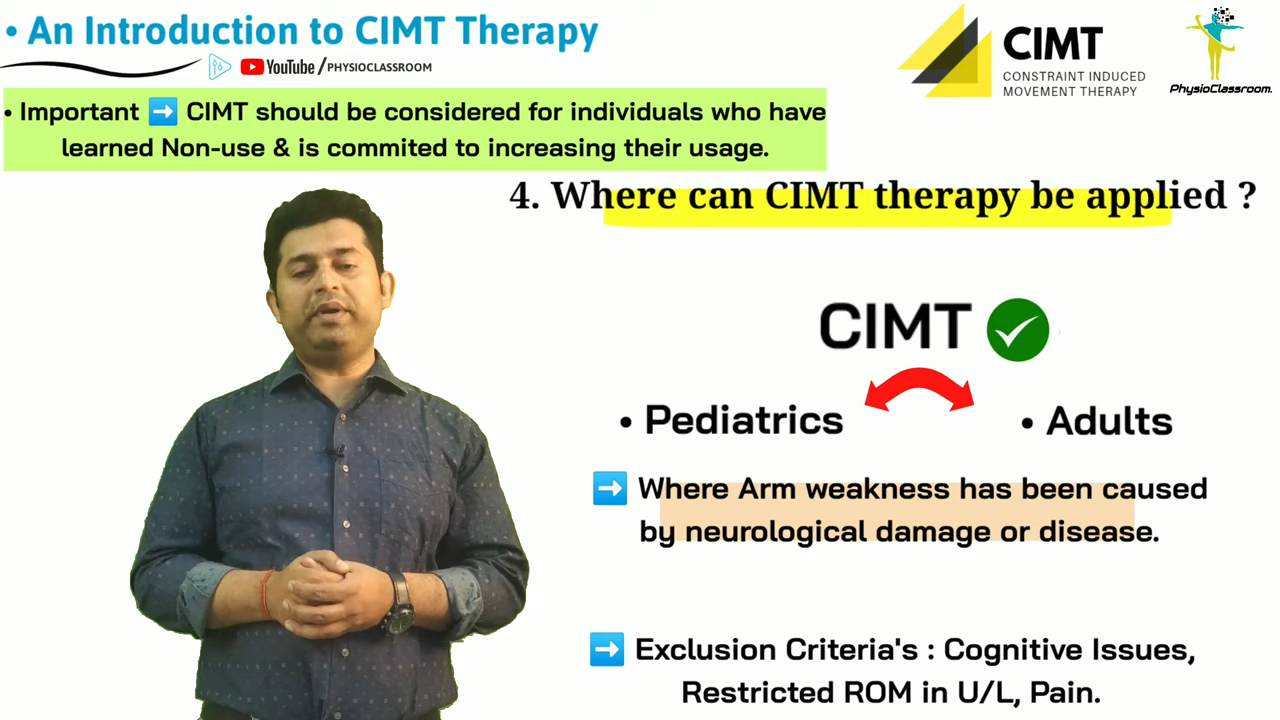 • An Introduction to CIMT Therapy
YouTube /PHYSIOCLASSROOM
CIMT
CONSTRAINT INDUCED
MOVEMENT THERAPY
PhysioClassroom.
• Important ➡ CIMT should be considered for individuals who have
learned Non-use & is commited to increasing their usage.
4. Where can CIMT therapy be applied ?
CIMT
• Pediatrics
• Adults
➡ Where Arm weakness has been caused
by neurological damage or disease.
➡ Exclusion Criteria's : Cognitive Issues,
Restricted ROM in U/L, Pain.